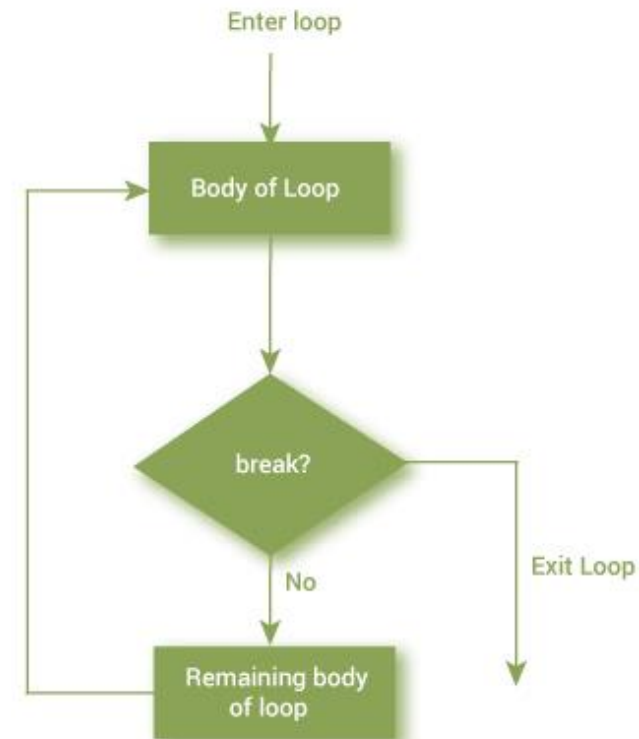 Enter loop
Body of Loop
break?
No
Exit Loop
Remaining body
of loop